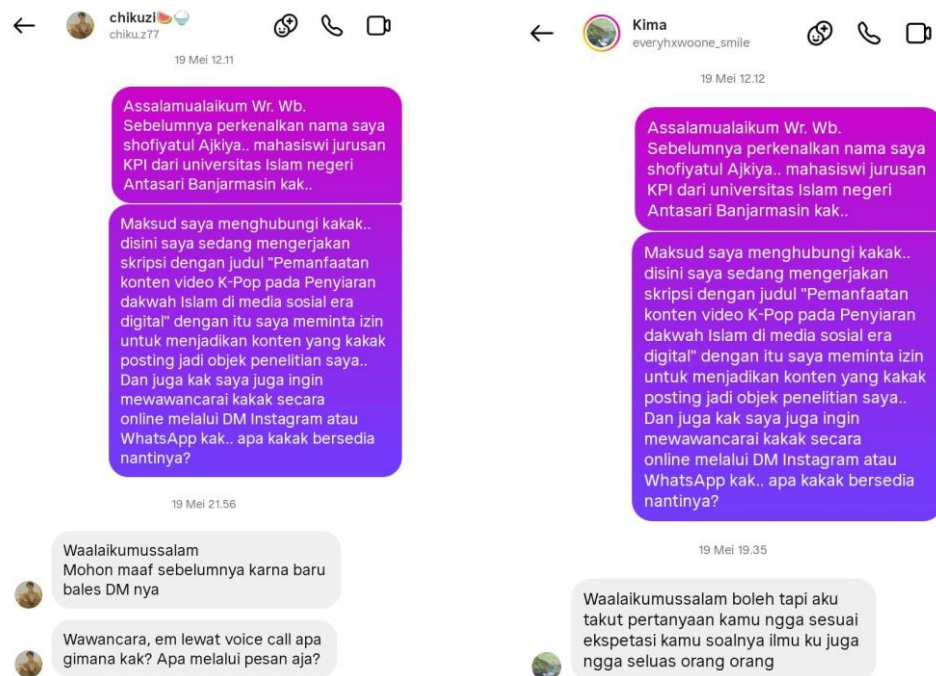 chikuzi🍉🍚
chiku.z77
19 Mei 12.11
Assalamualaikum Wr. Wb.
Sebelumnya perkenalkan nama saya
shofiyatul Ajkiya.. mahasiswi jurusan
KPI dari universitas Islam negeri
Antasari Banjarmasin kak..
Maksud saya menghubungi kakak..
disini saya sedang mengerjakan
skripsi dengan judul "Pemanfaatan
konten video K-Pop pada Penyiaran
dakwah Islam di media sosial era
digital" dengan itu saya meminta izin
untuk menjadikan konten yang kakak
posting jadi objek penelitian saya..
Dan juga kak saya juga ingin
mewawancarai kakak secara
online melalui DM Instagram atau
WhatsApp kak.. apa kakak bersedia
nantinya?
19 Mei 21.56
Waalaikumussalam
Mohon maaf sebelumnya karna baru
bales DM nya
Wawancara, em lewat voice call apa
gimana kak? Apa melalui pesan aja?
Kima
everyhxwoone_smile
19 Mei 12.12
Assalamualaikum Wr. Wb.
Sebelumnya perkenalkan nama saya
shofiyatul Ajkiya.. mahasiswi jurusan
KPI dari universitas Islam negeri
Antasari Banjarmasin kak..
Maksud saya menghubungi kakak..
disini saya sedang mengerjakan
skripsi dengan judul "Pemanfaatan
konten video K-Pop pada Penyiaran
dakwah Islam di media sosial era
digital" dengan itu saya meminta izin
untuk menjadikan konten yang kakak
posting jadi objek penelitian saya..
Dan juga kak saya juga ingin
mewawancarai kakak secara
online melalui DM Instagram atau
WhatsApp kak.. apa kakak bersedia
nantinya?
19 Mei 19.35
Waalaikumussalam boleh tapi aku
takut pertanyaan kamu ngga sesuai
ekspetasi kamu soalnya ilmu ku juga
ngga seluas orang orang